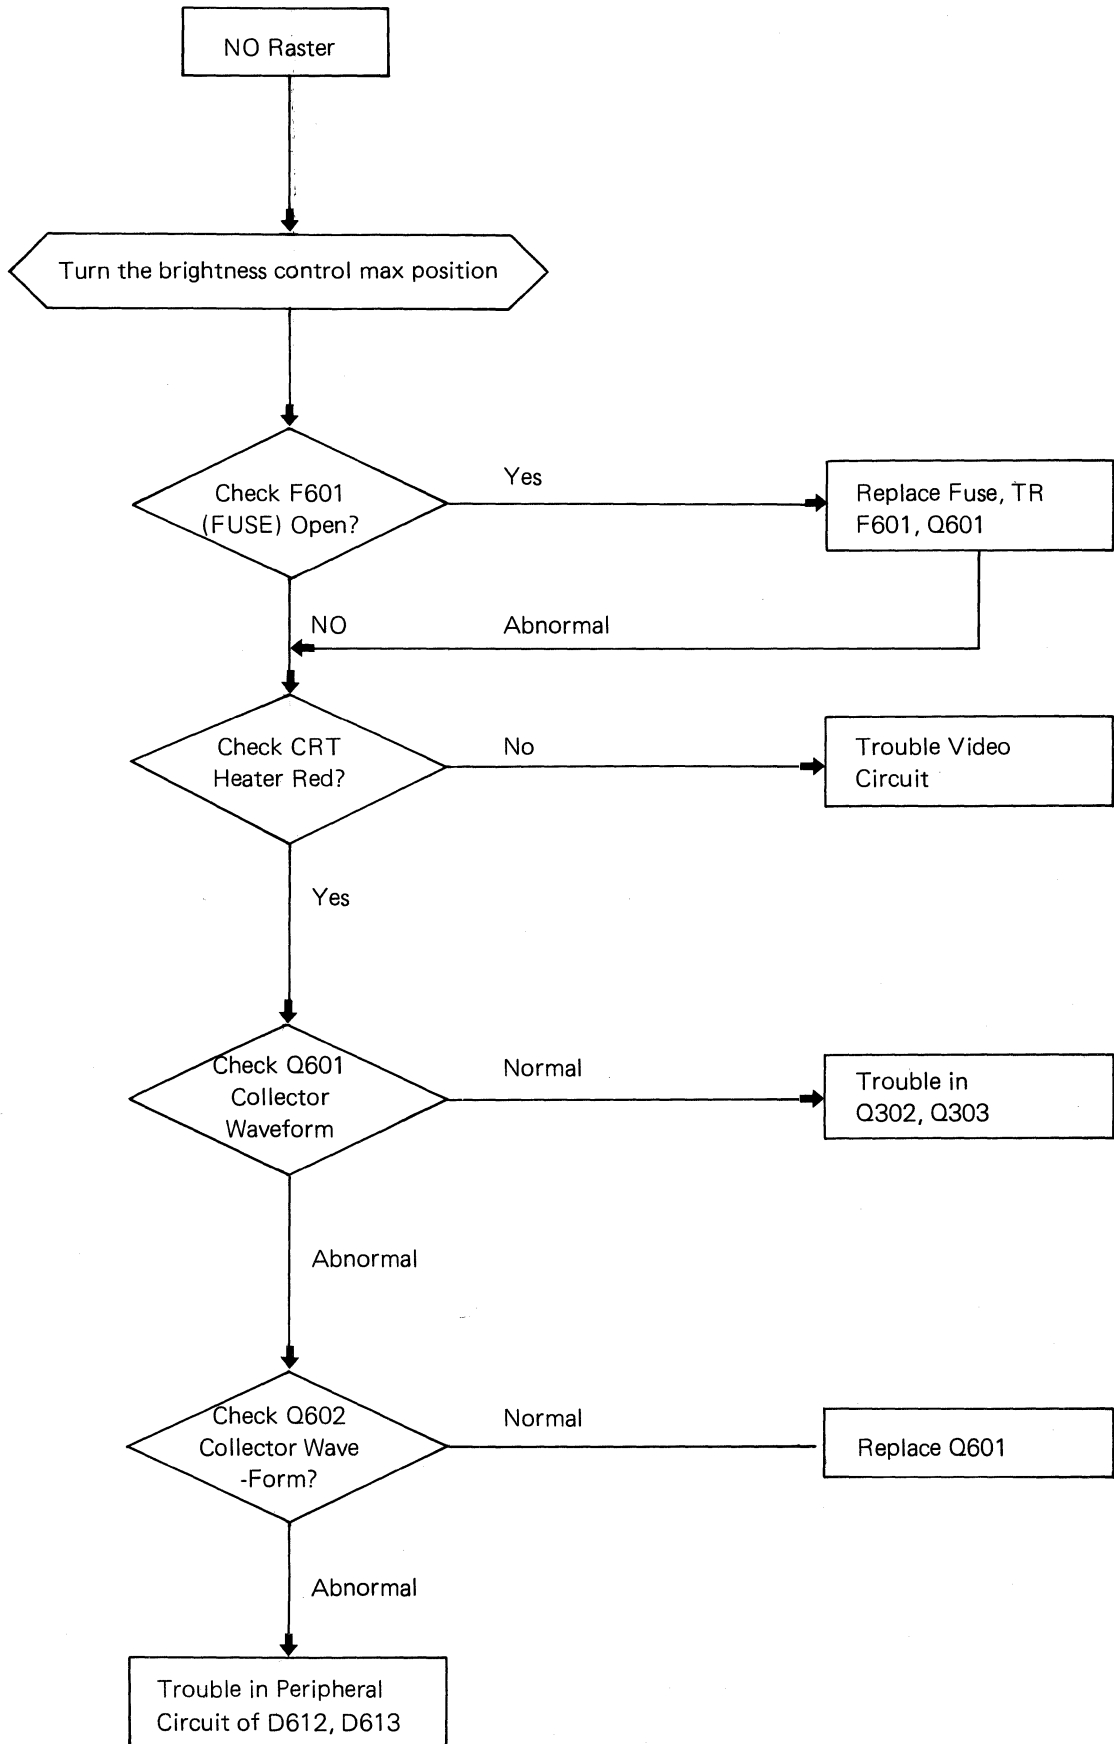 NO Raster
Turn the brightness control max position
Check F601
(FUSE) Open?
Yes
Replace Fuse, TR
F601, Q601
NO
Abnormal
Check CRT
Heater Red?
No
Trouble Video
Circuit
Yes
Check Q601
Collector
Waveform
Normal
Trouble in
Q302, Q303
Abnormal
Check Q602
Collector Wave
-Form?
Normal
Replace Q601
Abnormal
Trouble in Peripheral
Circuit of D612, D613